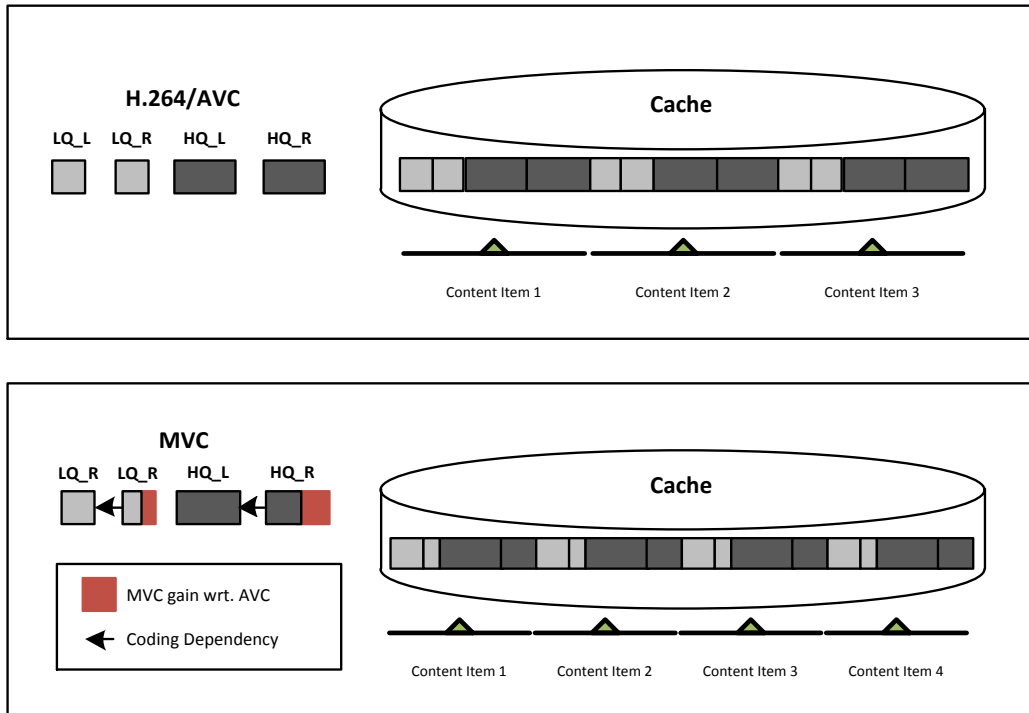 H.264/AVC
LQ_L LQ_R HQ_L HQ_R
Cache
Content Item 1 Content Item 2 Content Item 3
MVC
LQ_R LQ_R HQ_L HQ_R
Cache
MVC gain wrt. AVC
Coding Dependency
Content Item 1 Content Item 2 Content Item 3 Content Item 4